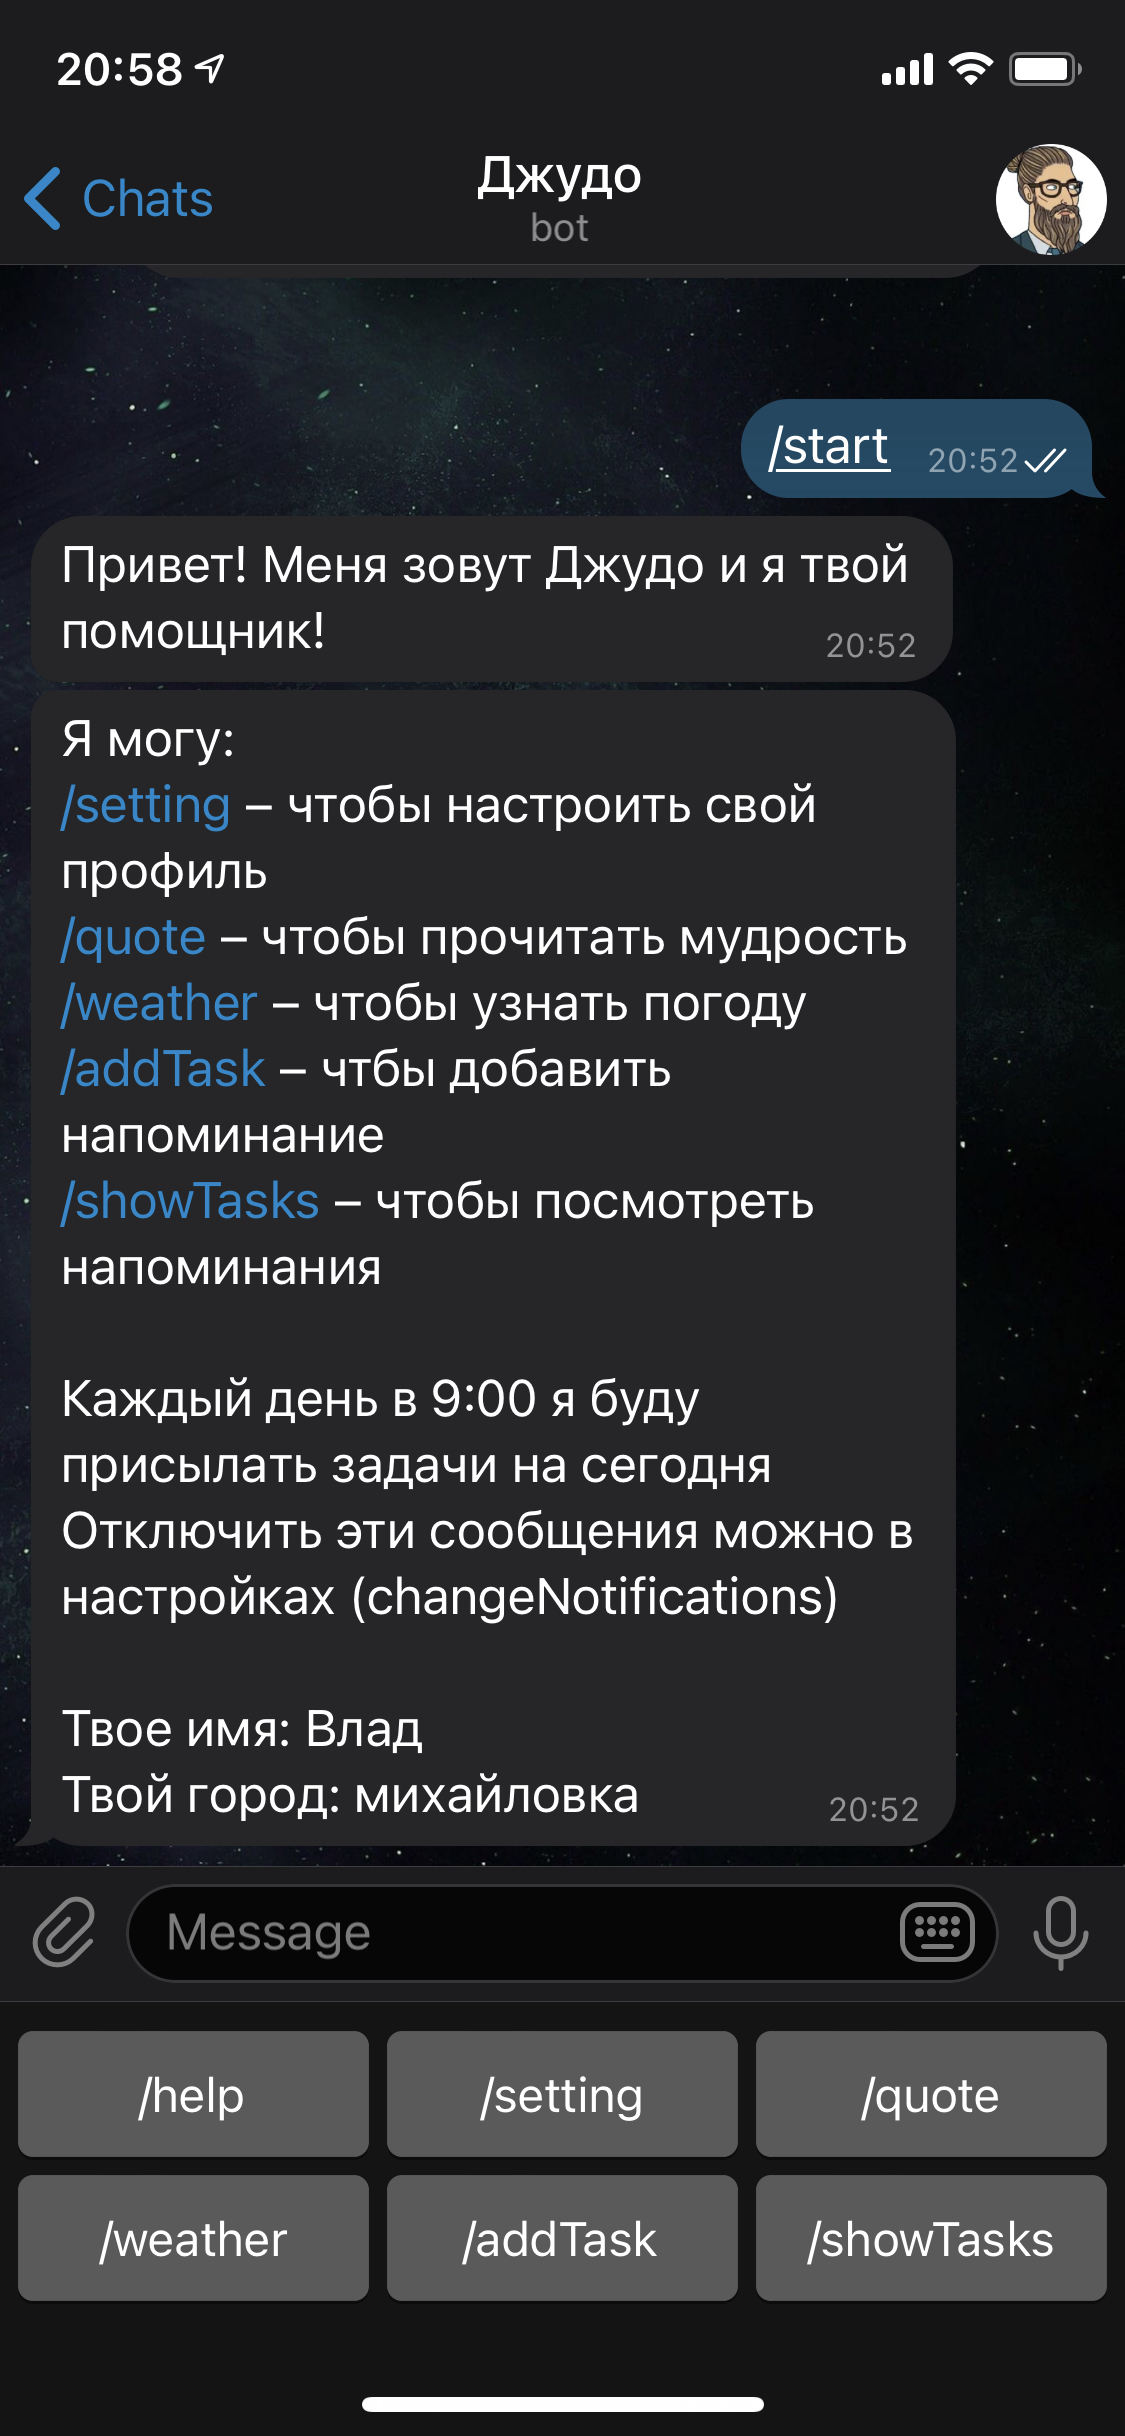 20:58
Chats
Джудо
bot
/start 20:52
Привет! Меня зовут Джудо и я твой
помощник! 20:52
Я могу:
/setting – чтобы настроить свой
профиль
/quote – чтобы прочитать мудрость
/weather – чтобы узнать погоду
/addTask – чтбы добавить
напоминание
/showTasks – чтобы посмотреть
напоминания
Каждый день в 9:00 я буду
присылать задачи на сегодня
Отключить эти сообщения можно в
настройках (changeNotifications)
Твое имя: Влад
Твой город: михайловка 20:52
Message
/help /setting /quote
/weather /addTask /showTasks